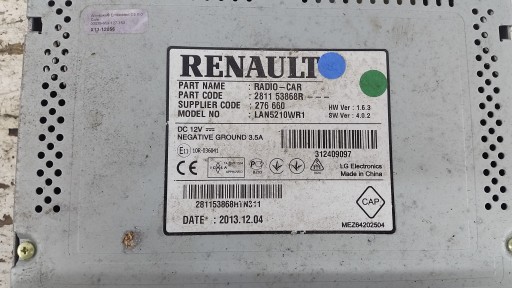 RENAULT
PART NAME : RADIO-CAR
PART CODE : 2811 53868R---
SUPPLIER CODE : 276 660
MODEL NO : LAN5210WR1
HW Ver : 1.6.3
SW Ver : 4.0.2
DC 12V
NEGATIVE GROUND 3.5A
312409097
LG Electronics
Made in China
CE
CAP
DATE : 2013.12.04
MEZ64202504